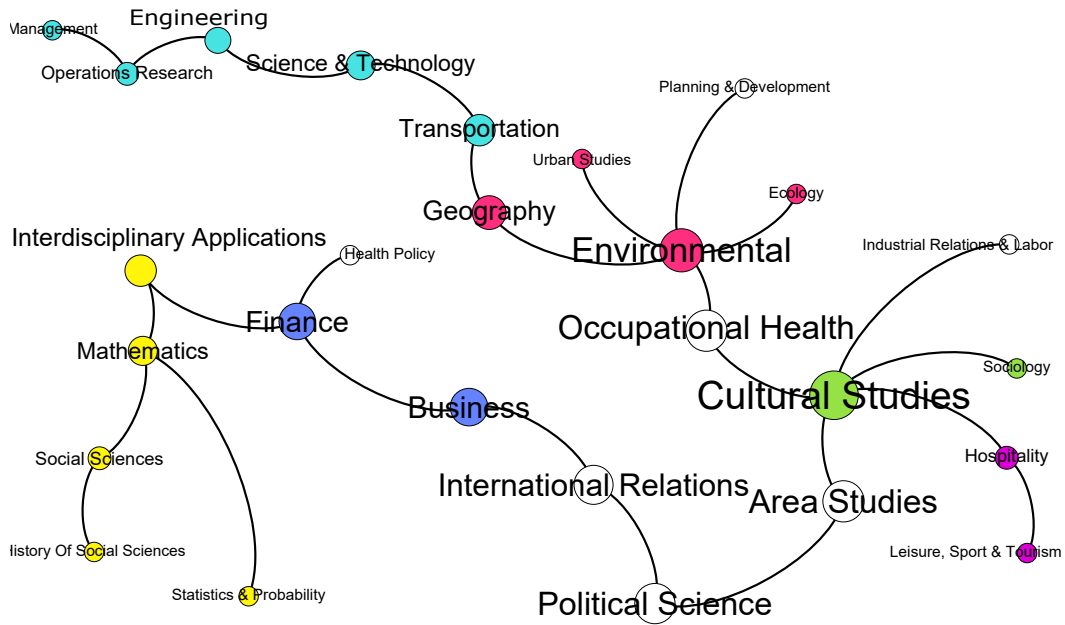 Engineering
Management
Science & Technology
Operations Research
Planning & Development
Transportation
Urban Studies
Ecology
Geography
Interdisciplinary Applications
Environmental
Industrial Relations & Labor
Health Policy
Finance
Occupational Health
Mathematics
Sociology
Cultural Studies
Business
Social Sciences
Hospitality
International Relations
Area Studies
History Of Social Sciences
Leisure, Sport & Tourism
Statistics & Probability
Political Science